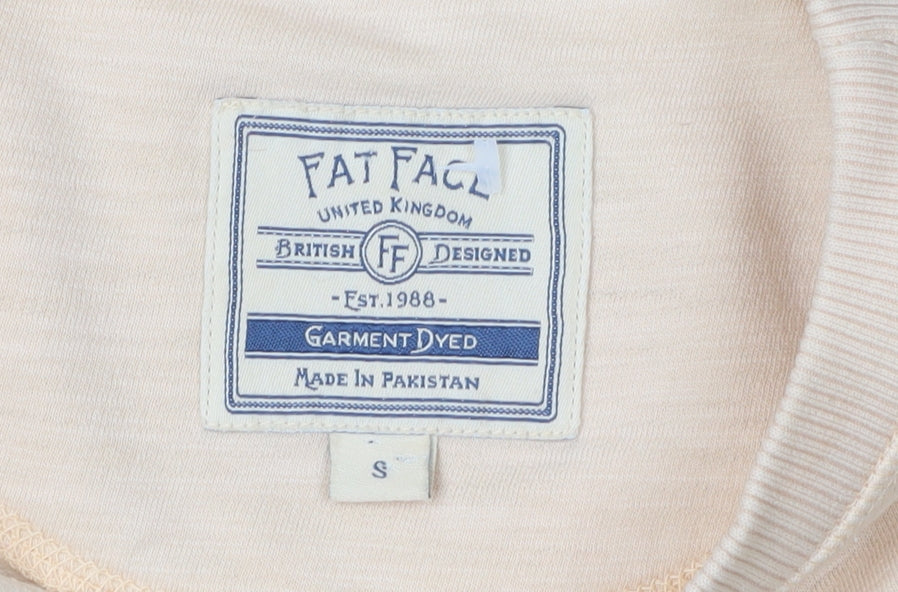 FAT FACE
UNITED KINGDOM
BRITISH FF DESIGNED
-EST.1988-
GARMENT DYED
MADE IN PAKISTAN
S